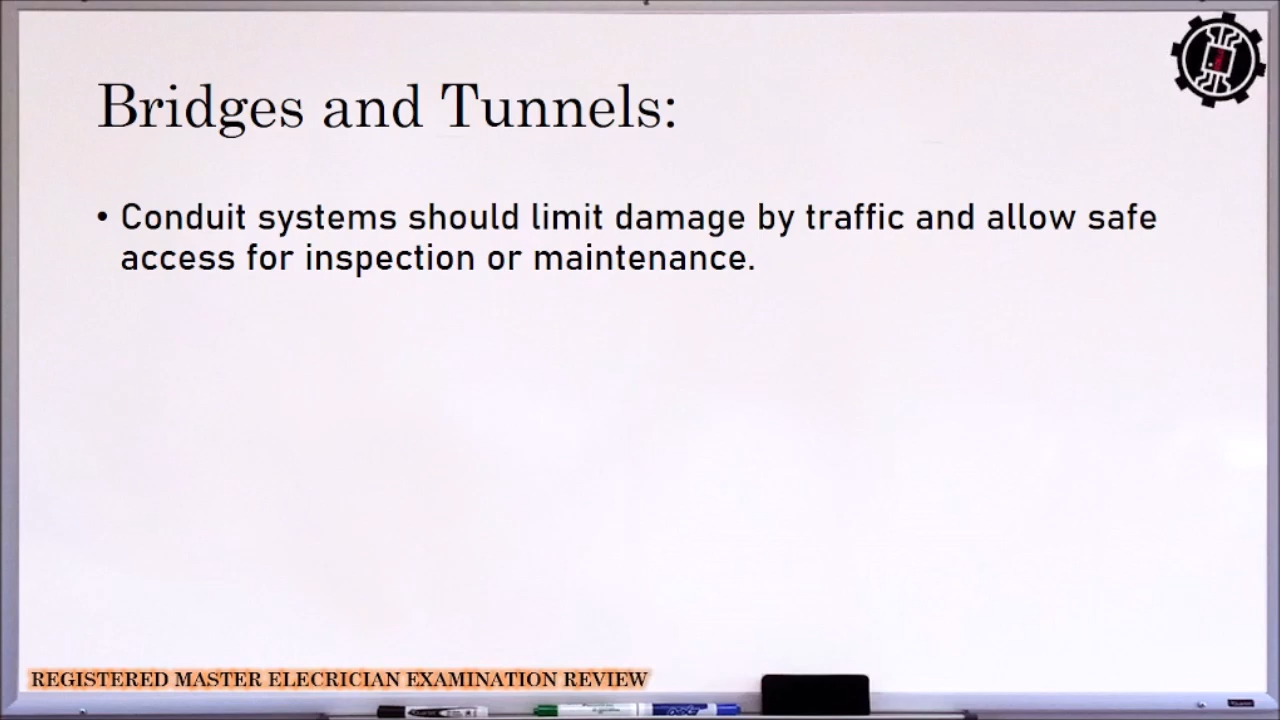 Bridges and Tunnels:
• Conduit systems should limit damage by traffic and allow safe
access for inspection or maintenance.
REGISTERED MASTER ELECRICIAN EXAMINATION REVIEW